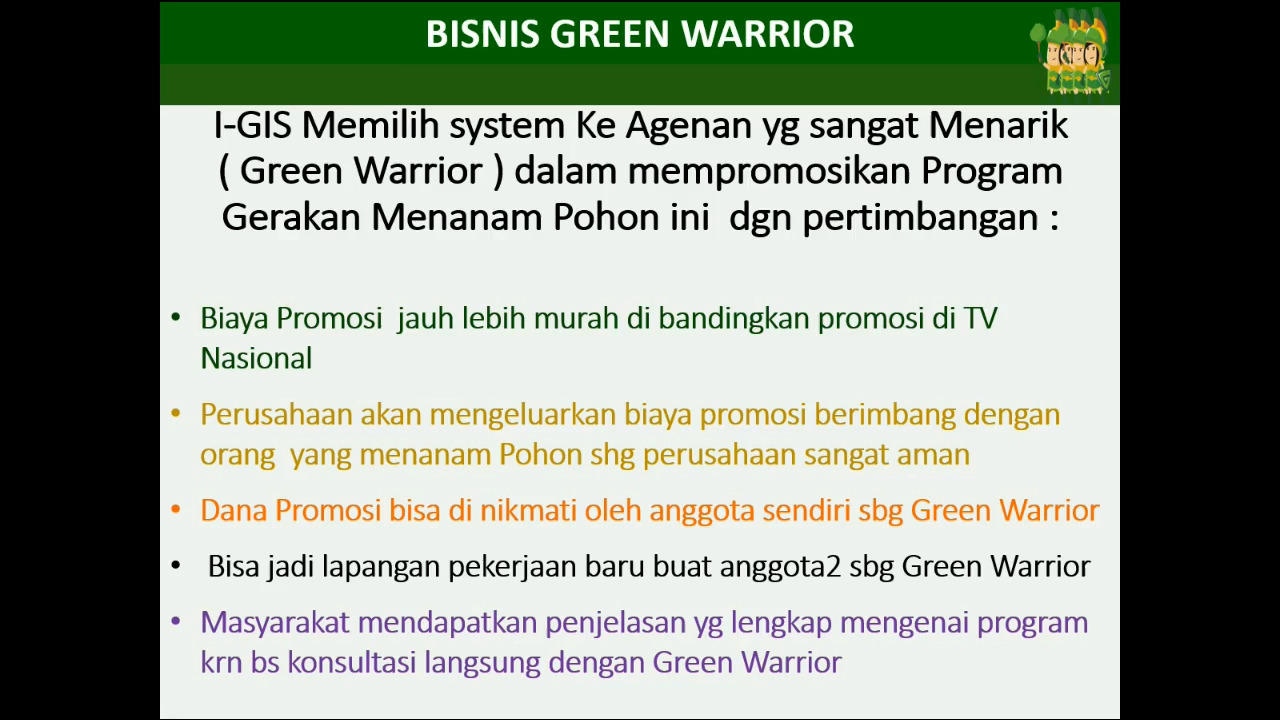 BISNIS GREEN WARRIOR
I-GIS Memilih system Ke Agenan yg sangat Menarik
( Green Warrior ) dalam mempromosikan Program
Gerakan Menanam Pohon ini dgn pertimbangan :
• Biaya Promosi jauh lebih murah di bandingkan promosi di TV
Nasional
• Perusahaan akan mengeluarkan biaya promosi berimbang dengan
orang yang menanam Pohon shg perusahaan sangat aman
• Dana Promosi bisa di nikmati oleh anggota sendiri sbg Green Warrior
• Bisa jadi lapangan pekerjaan baru buat anggota2 sbg Green Warrior
• Masyarakat mendapatkan penjelasan yg lengkap mengenai program
krn bs konsultasi langsung dengan Green Warrior